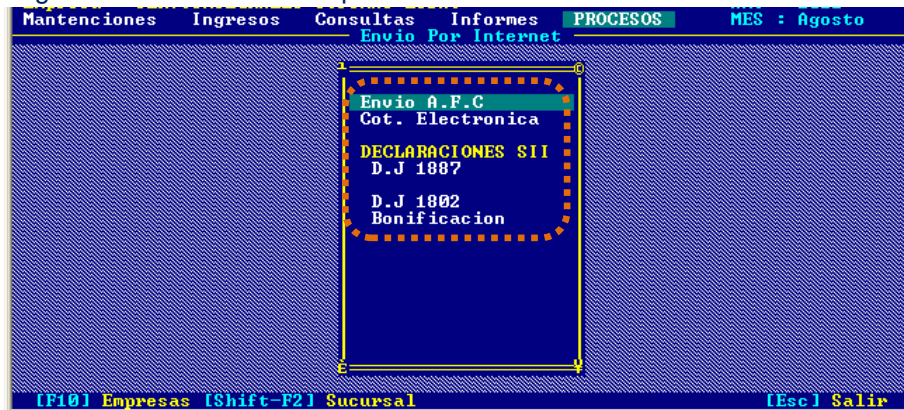 Mantenciones Ingresos Consultas Informes PROCESOS MES : Agosto
Envio Por Internet
Envio A.F.C
Cot. Electronica
DECLARACIONES SII
D.J 1887
D.J 1802
Bonificacion
[F10] Empresas [Shift-F2] Sucursal [Esc] Salir